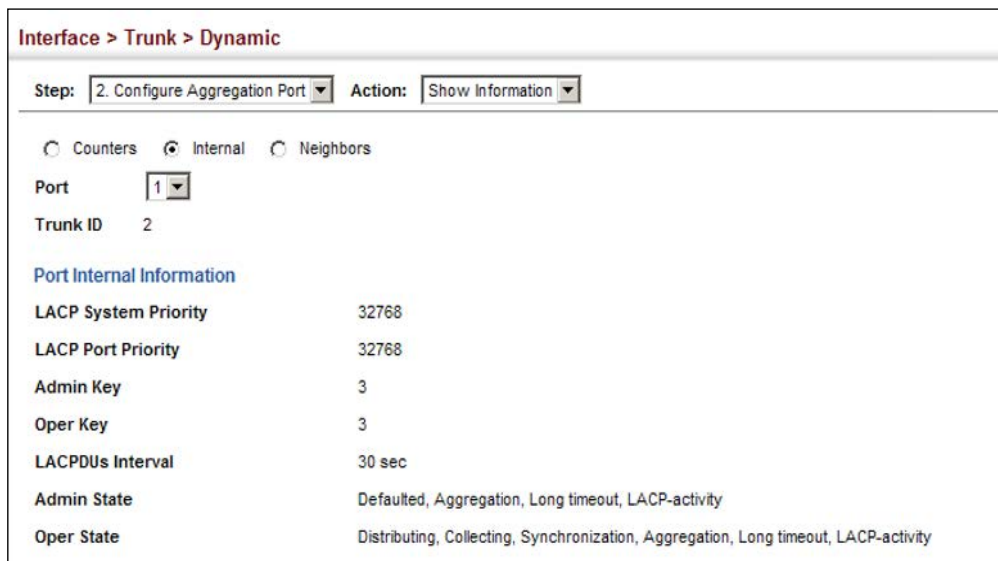 Interface > Trunk > Dynamic
Step: 2. Configure Aggregation Port Action: Show Information
Counters Internal Neighbors
Port 1
Trunk ID 2
Port Internal Information
LACP System Priority 32768
LACP Port Priority 32768
Admin Key 3
Oper Key 3
LACPDUs Interval 30 sec
Admin State Defaulted, Aggregation, Long timeout, LACP-activity
Oper State Distributing, Collecting, Synchronization, Aggregation, Long timeout, LACP-activity